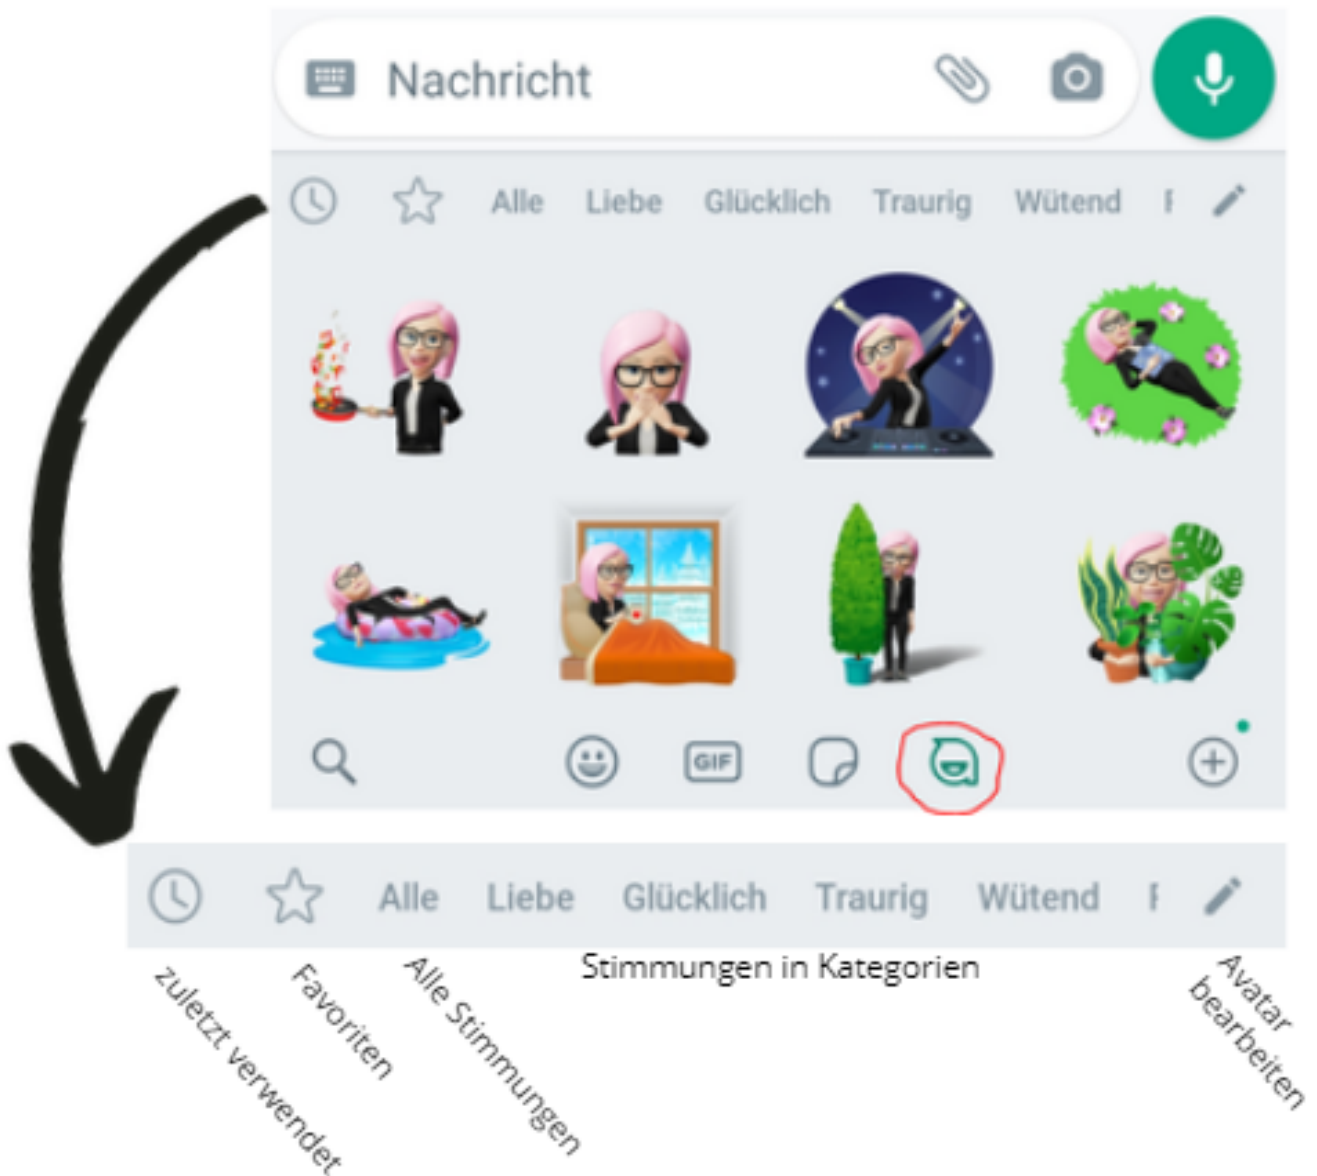 Nachricht
Alle Liebe Glücklich Traurig Wütend
GIF
Alle Liebe Glücklich Traurig Wütend
zuletzt verwendet
Favoriten
Alle Stimmungen
Stimmungen in Kategorien
Avatar
bearbeiten